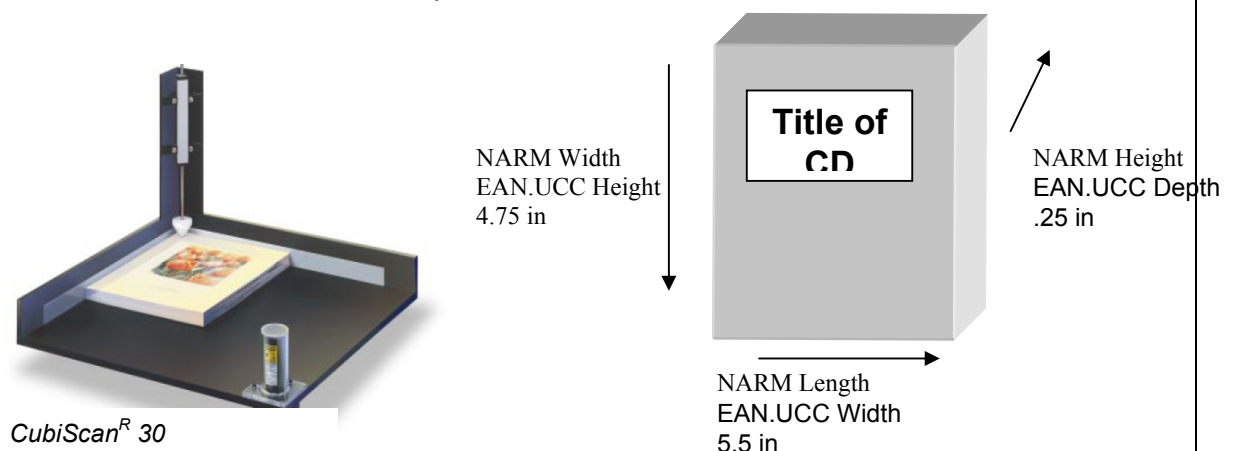 Title of
CD
NARM Width
EAN.UCC Height
4.75 in
NARM Height
EAN.UCC Depth
.25 in
NARM Length
EAN.UCC Width
5.5 in
CubiScanR 30